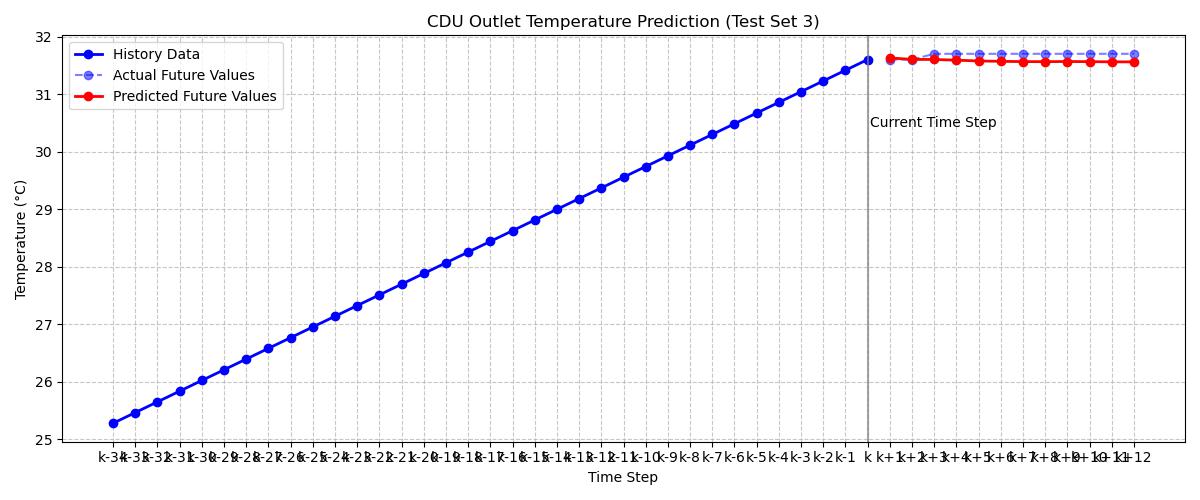 CDU Outlet Temperature Prediction (Test Set 3)
History Data
Actual Future Values
Predicted Future Values
Current Time Step
Temperature (°C)
32
31
30
29
28
27
26
25
k-34 k-33 k-32 k-31 k-30 k-29 k-28 k-27 k-26 k-25 k-24 k-23 k-22 k-21 k-20 k-19 k-18 k-17 k-16 k-15 k-14 k-13 k-12 k-11 k-10 k-9 k-8 k-7 k-6 k-5 k-4 k-3 k-2 k-1 k k+1 k+2 k+3 k+4 k+5 k+6 k+7 k+8 k+9 k+10 k+11 k+12
Time Step